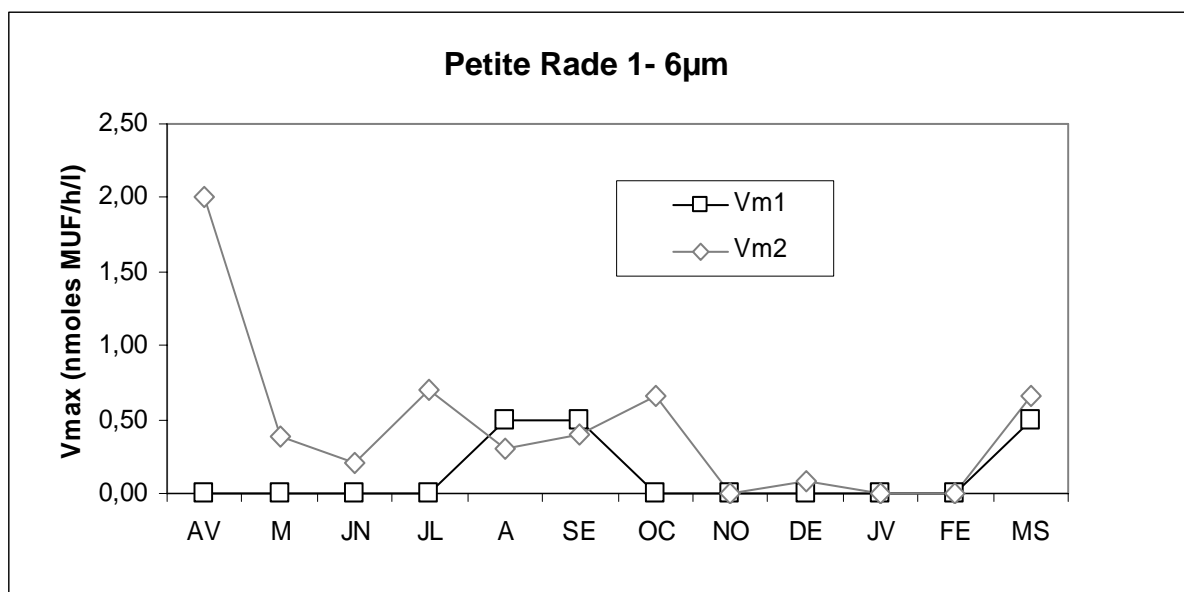 Petite Rade 1- 6µm
Vmax (nmoles MUF/h/l)
2,50
2,00
1,50
1,00
0,50
0,00
Vm1
Vm2
AV M JN JL A SE OC NO DE JV FE MS